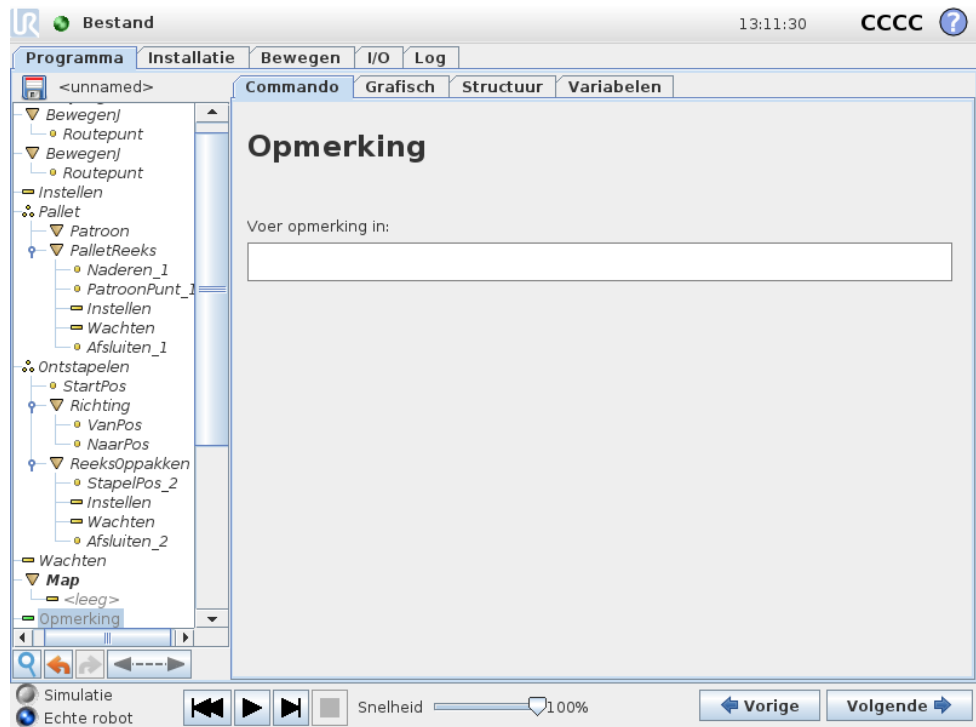 UR Bestand 13:11:30 CCCC ?
Programma Installatie Bewegen I/O Log
<unnamed> Commando Grafisch Structuur Variabelen
BewegenJ
Routepunt
BewegenJ
Routepunt
Instellen
Pallet
Patroon
PalletReeks
Naderen_1
PatroonPunt_1
Instellen
Wachten
Afsluiten_1
Ontstapelen
StartPos
Richting
VanPos
NaarPos
ReeksOppakken
StapelPos_2
Instellen
Wachten
Afsluiten_2
Wachten
Map
<leeg>
Opmerking
Opmerking
Voer opmerking in:
Simulatie
Echte robot
Snelheid 100%
Vorige Volgende